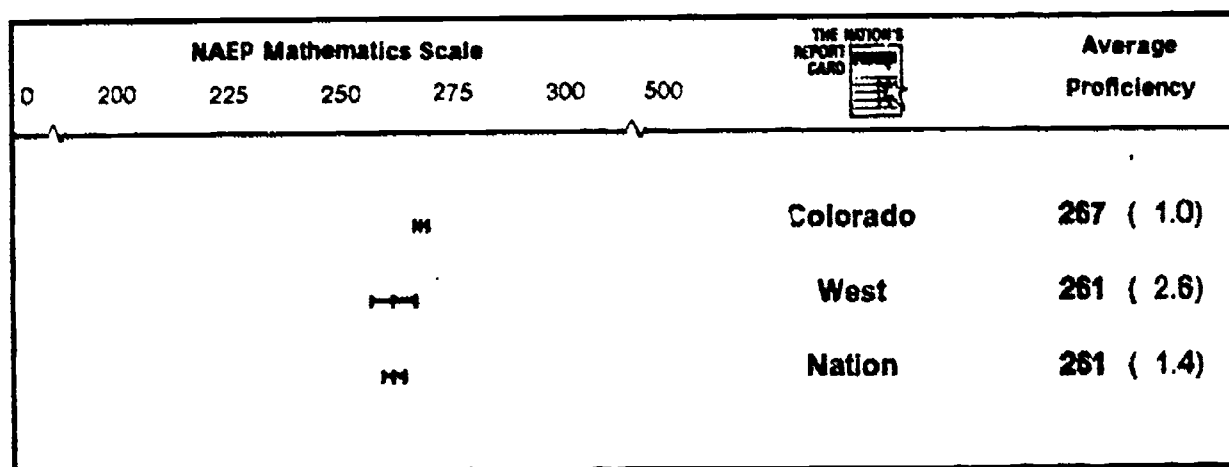 NAEP Mathematics Scale
0 200 225 250 275 300 500
THE NATION'S
REPORT
CARD
Average
Proficiency
Colorado 267 ( 1.0)
West 261 ( 2.6)
Nation 261 ( 1.4)